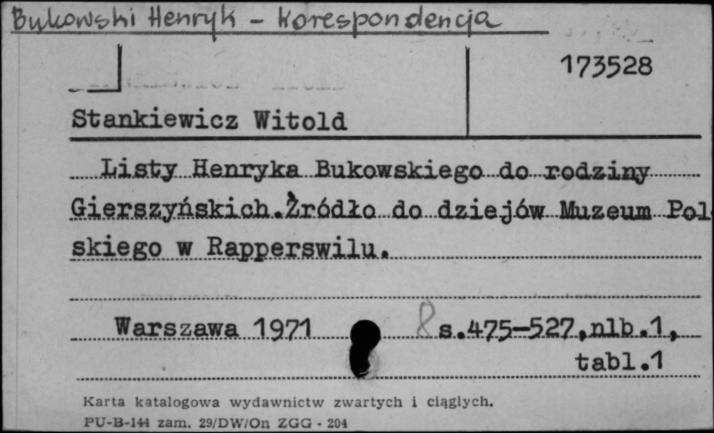 Bukowski Henryk - Korespondencja
173528
Stankiewicz Witold
Listy Henryka Bukowskiego do rodziny
Gierszyńskich.Źródło do dziejów Muzeum Pol
skiego w Rapperswilu.
Warszawa 1971 8 s.475-527,nlb.1,
tabl.1
Karta katalogowa wydawnictw zwartych i ciągłych.
PU-B-144 zam. 29/DW/On ZGG - 204